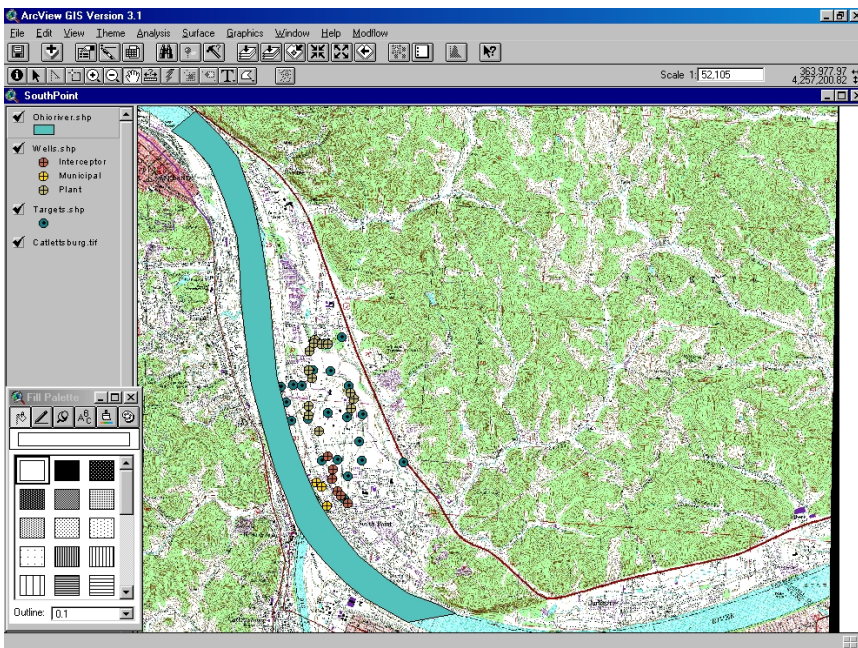 ArcView GIS Version 3.1
File Edit View Theme Analysis Surface Graphics Window Help Modflow
Scale 1: 52,105
363,977.97
4,257,200.82
SouthPoint
Ohioriver.shp
Wells.shp
Interceptor
Municipal
Plant
Targets.shp
Catlettsburg.tif
Fill Palette
Outline: 0.1
South Point